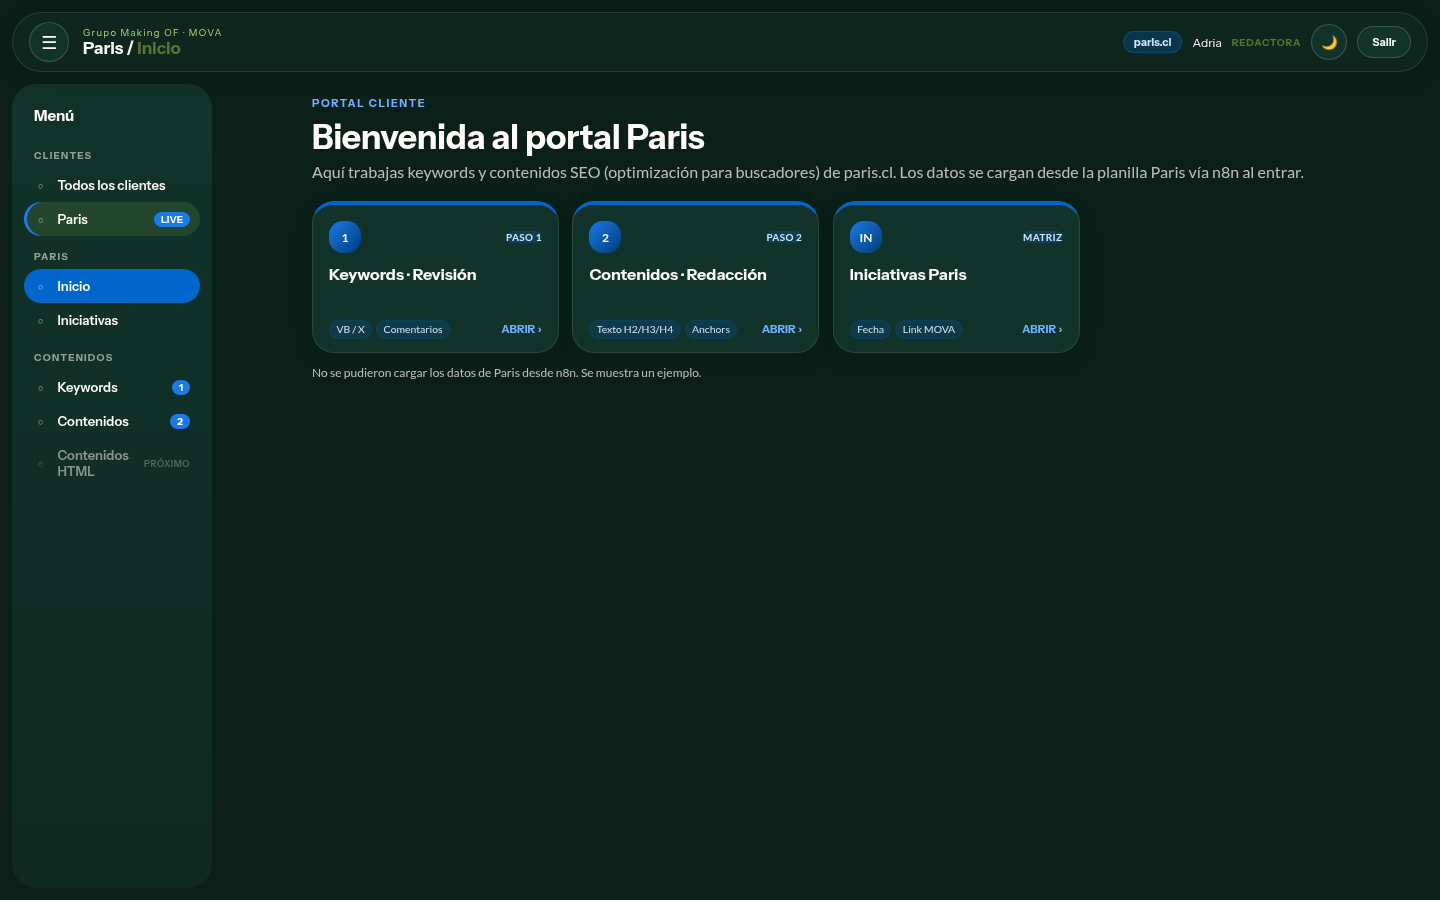 Grupo Making OF · MOVA
Paris / Inicio
paris.cl
Adria
REDACTORA
Salir
Menú
CLIENTES
Todos los clientes
Paris
LIVE
PARIS
Inicio
Iniciativas
CONTENIDOS
Keywords
1
Contenidos
2
Contenidos
HTML
PRÓXIMO
PORTAL CLIENTE
Bienvenida al portal Paris
Aquí trabajas keywords y contenidos SEO (optimización para buscadores) de paris.cl. Los datos se cargan desde la planilla Paris vía n8n al entrar.
1
PASO 1
Keywords · Revisión
VB / X
Comentarios
ABRIR ›
2
PASO 2
Contenidos · Redacción
Texto H2/H3/H4
Anchors
ABRIR ›
IN
MATRIZ
Iniciativas Paris
Fecha
Link MOVA
ABRIR ›
No se pudieron cargar los datos de Paris desde n8n. Se muestra un ejemplo.